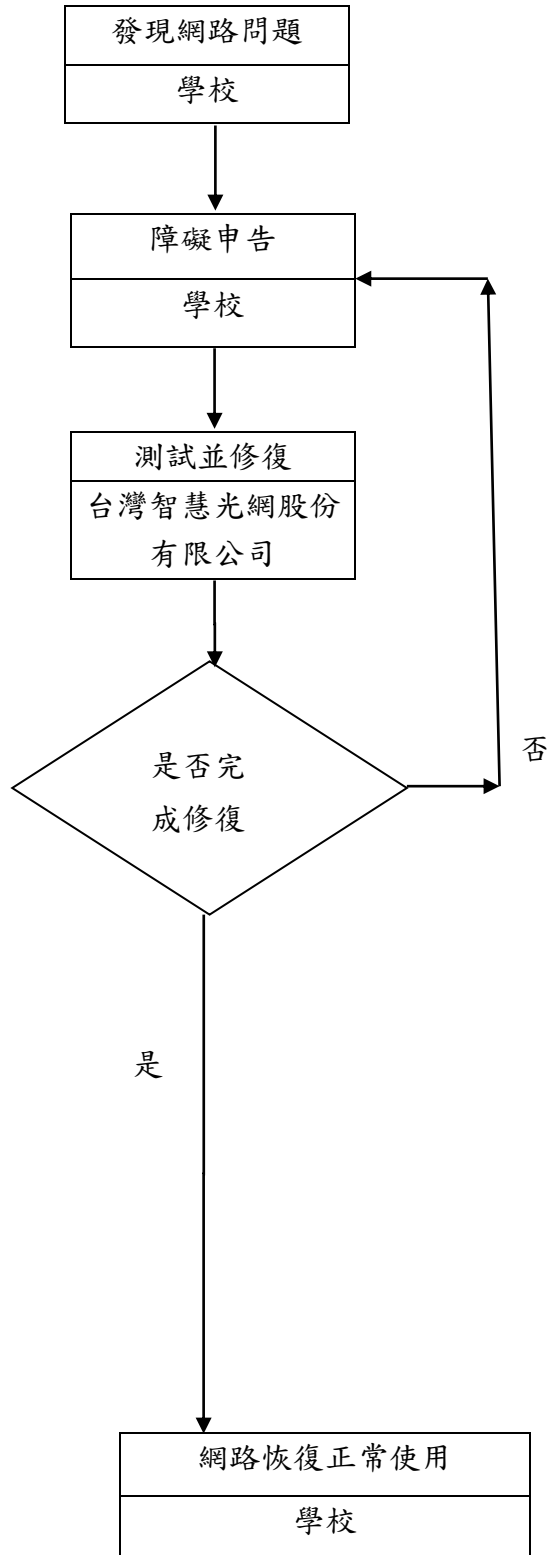 發現網路問題
學校
障礙申告
學校
測試並修復
台灣智慧光網股份
有限公司
是否完
成修復
否
是
網路恢復正常使用
學校